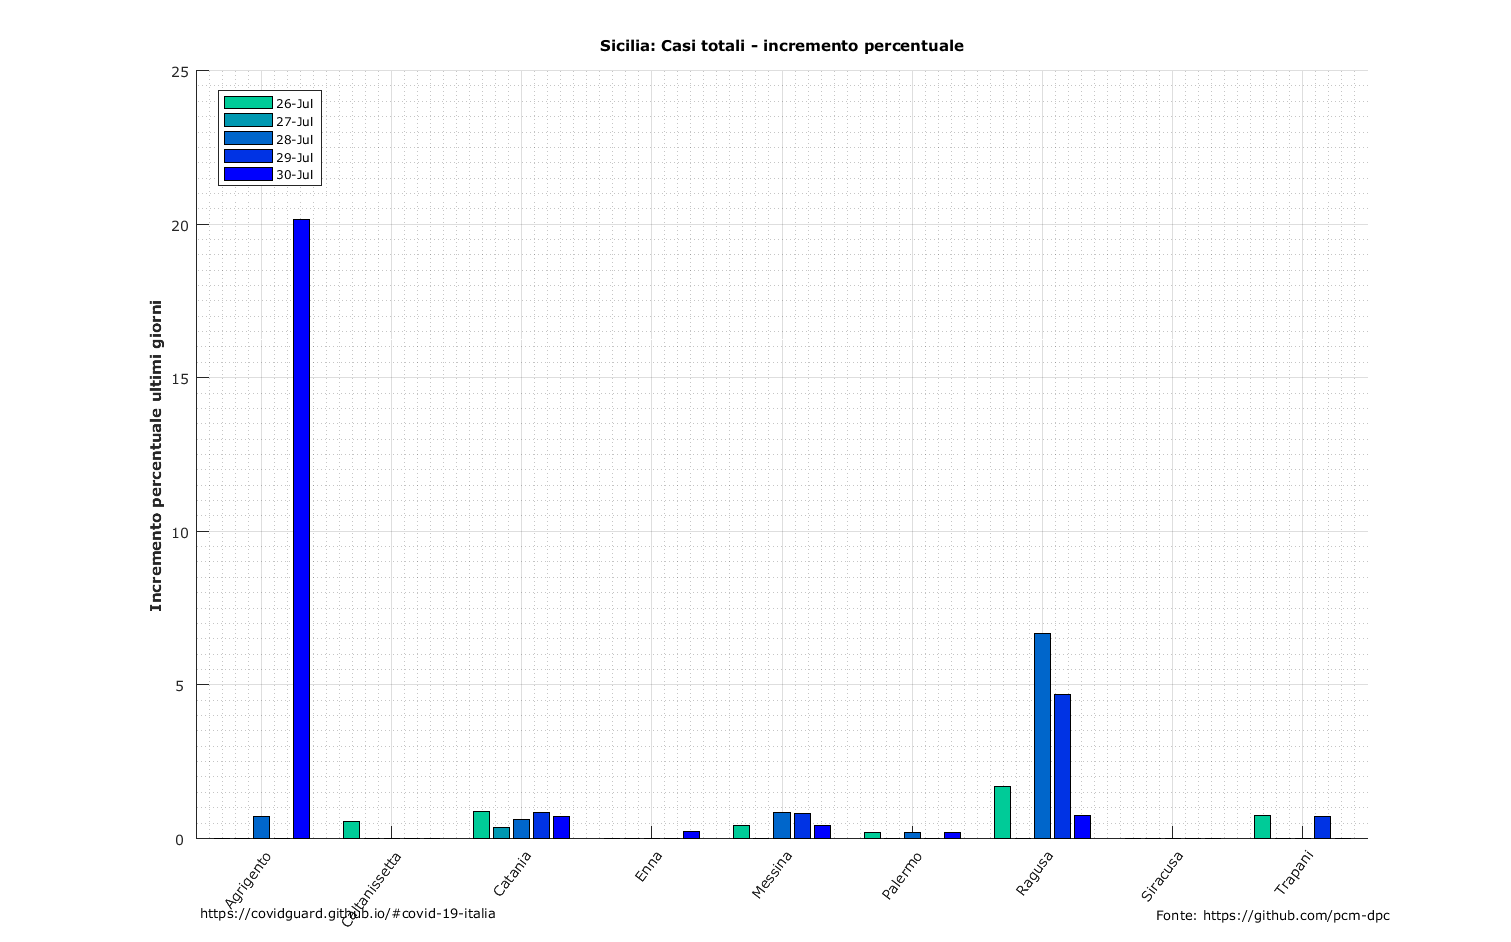 Sicilia: Casi totali - incremento percentuale
25
20
15
10
5
0
Incremento percentuale ultimi giorni
26-Jul
27-Jul
28-Jul
29-Jul
30-Jul
Agrigento
Caltanissetta
Catania
Enna
Messina
Palermo
Ragusa
Siracusa
Trapani
https://covidguard.github.io/#covid-19-italia
Fonte: https://github.com/pcm-dpc